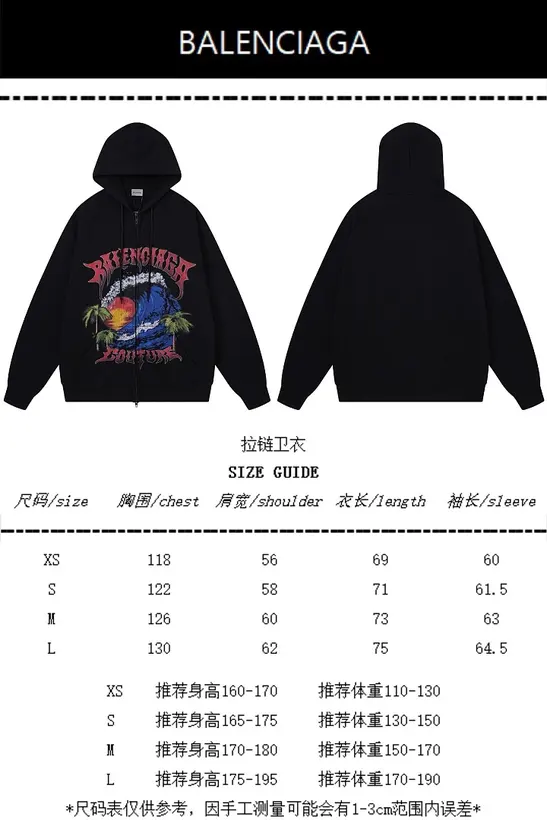 BALENCIAGA
BALENCIAGA
COUTURE
拉链卫衣
SIZE GUIDE
尺码/size 胸围/chest 肩宽/shoulder 衣长/length 袖长/sleeve
XS 118 56 69 60
S 122 58 71 61.5
M 126 60 73 63
L 130 62 75 64.5
XS 推荐身高160-170 推荐体重110-130
S 推荐身高165-175 推荐体重130-150
M 推荐身高170-180 推荐体重150-170
L 推荐身高175-195 推荐体重170-190
*尺码表仅供参考，因手工测量可能会有1-3cm范围内误差*